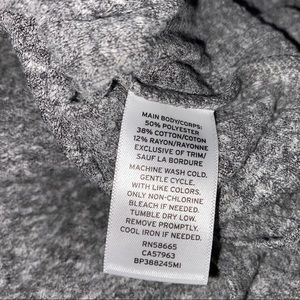 MAIN BODY/CORPS:
50% POLYESTER
38% COTTON/COTON
12% RAYON/RAYONNE
EXCLUSIVE OF TRIM/
SAUF LA BORDURE
MACHINE WASH COLD.
GENTLE CYCLE.
WITH LIKE COLORS.
ONLY NON-CHLORINE
BLEACH IF NEEDED.
TUMBLE DRY LOW.
REMOVE PROMPTLY.
COOL IRON IF NEEDED.
RN58665
CA57963
BP388245MI